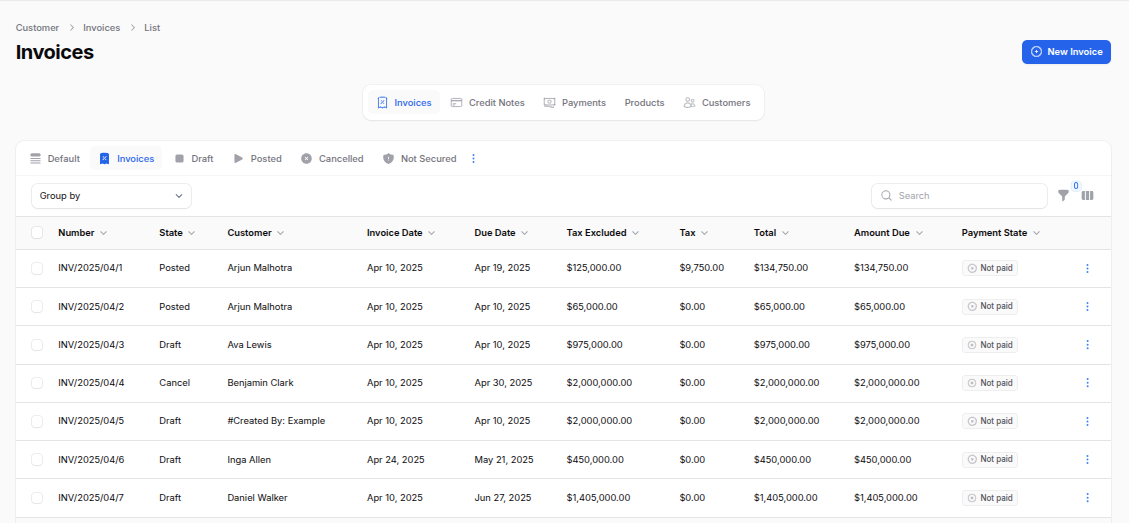 Customer > Invoices > List
Invoices
New Invoice
Invoices Credit Notes Payments Products Customers
Default Invoices Draft Posted Cancelled Not Secured
Group by Search 0
Number State Customer Invoice Date Due Date Tax Excluded Tax Total Amount Due Payment State
INV/2025/04/1 Posted Arjun Malhotra Apr 10, 2025 Apr 19, 2025 $125,000.00 $9,750.00 $134,750.00 $134,750.00 Not paid
INV/2025/04/2 Posted Arjun Malhotra Apr 10, 2025 Apr 10, 2025 $65,000.00 $0.00 $65,000.00 $65,000.00 Not paid
INV/2025/04/3 Draft Ava Lewis Apr 10, 2025 Apr 10, 2025 $975,000.00 $0.00 $975,000.00 $975,000.00 Not paid
INV/2025/04/4 Cancel Benjamin Clark Apr 10, 2025 Apr 30, 2025 $2,000,000.00 $0.00 $2,000,000.00 $2,000,000.00 Not paid
INV/2025/04/5 Draft #Created By: Example Apr 10, 2025 Apr 10, 2025 $2,000,000.00 $0.00 $2,000,000.00 $2,000,000.00 Not paid
INV/2025/04/6 Draft Inga Allen Apr 24, 2025 May 21, 2025 $450,000.00 $0.00 $450,000.00 $450,000.00 Not paid
INV/2025/04/7 Draft Daniel Walker Apr 10, 2025 Jun 27, 2025 $1,405,000.00 $0.00 $1,405,000.00 $1,405,000.00 Not paid